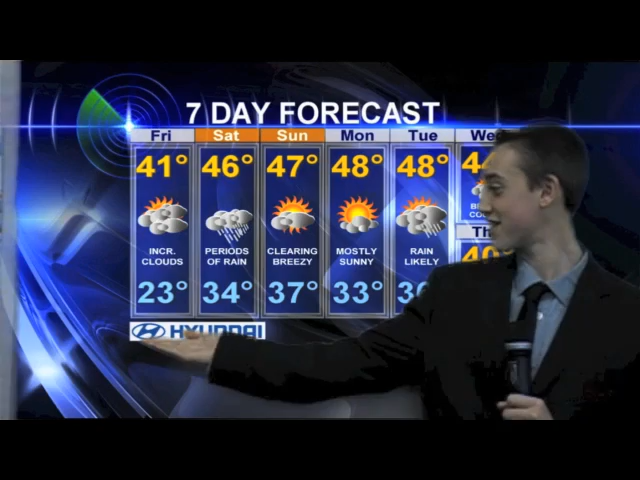 7 DAY FORECAST
Fri Sat Sun Mon Tue
41° 46° 47° 48° 48°
INCR. PERIODS CLEARING MOSTLY RAIN
CLOUDS OF RAIN BREEZY SUNNY LIKELY
23° 34° 37° 33°
HYUNDAI